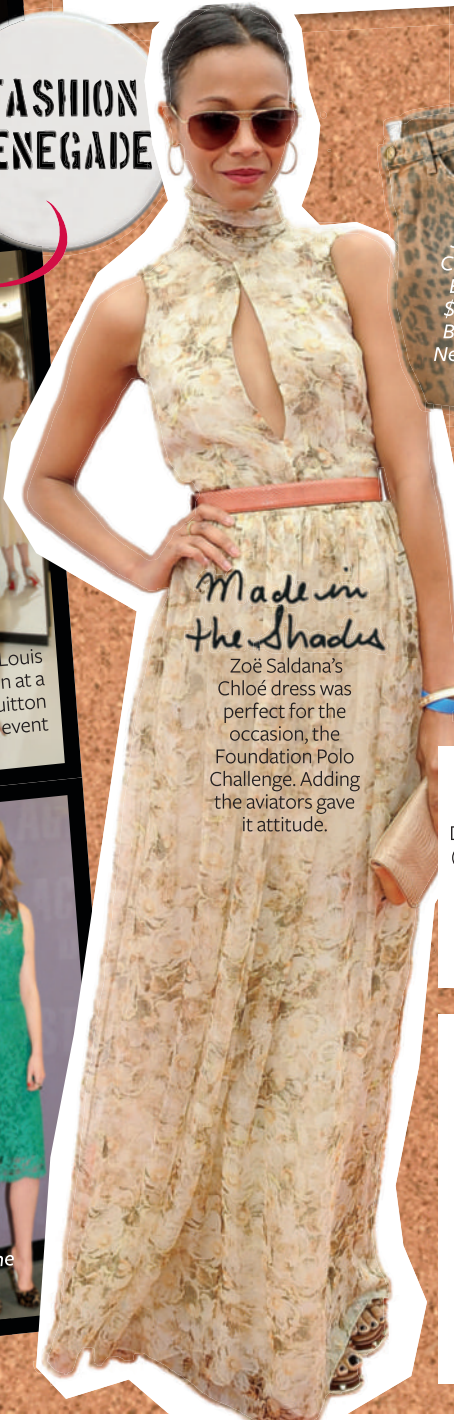 FASHION
RENEGADE
Made in
the Shades
Zoë Saldana's
Chloé dress was
perfect for the
occasion, the
Foundation Polo
Challenge. Adding
the aviators gave
it attitude.
Louis
n at a
uitton
event